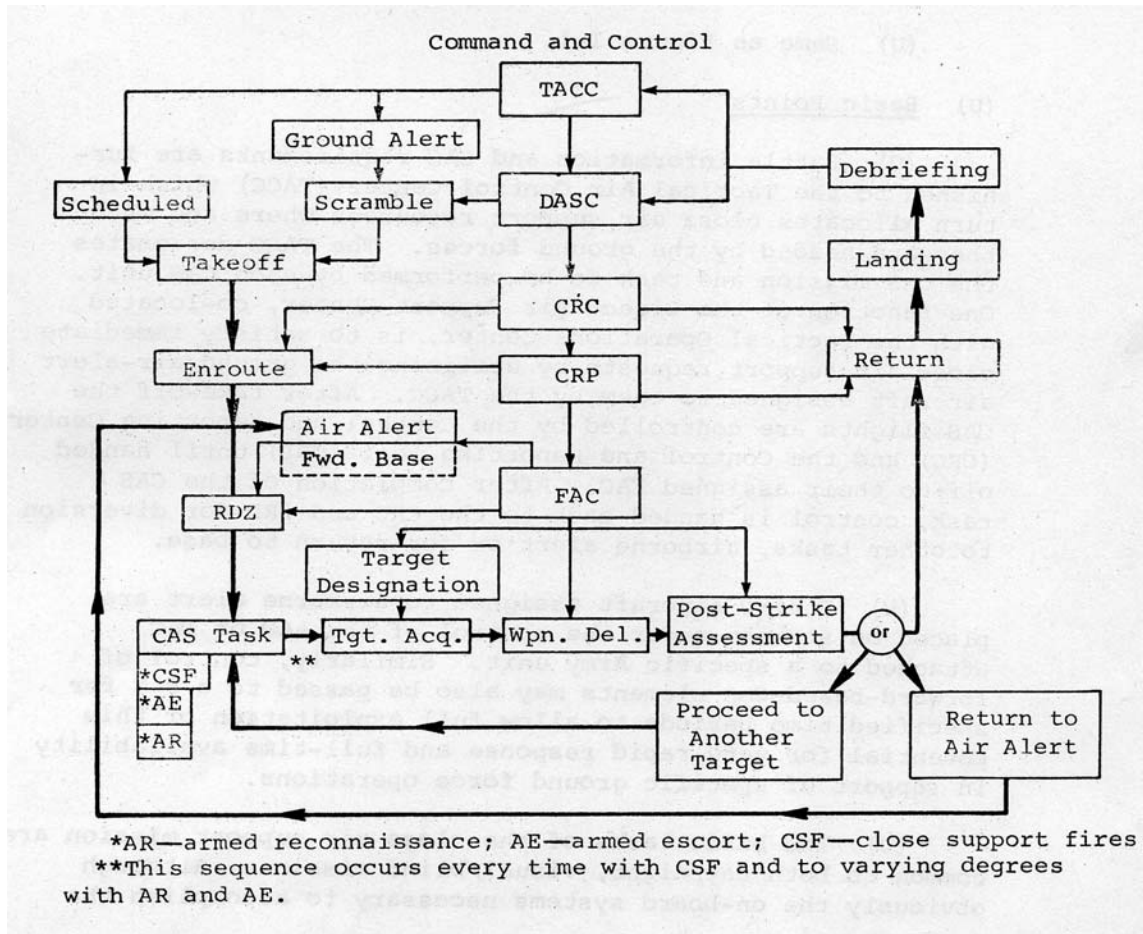 Command and Control
TACC
Ground Alert
Scheduled
Scramble
DASC
Debriefing
Takeoff
Landing
CRC
Enroute
CRP
Return
Air Alert
Fwd. Base
RDZ
FAC
Target
Designation
Post-Strike
Assessment
CAS Task
Tgt. Acq.
Wpn. Del.
or
**
*CSF
*AE
*AR
Proceed to
Another
Target
Return to
Air Alert
*AR—armed reconnaissance; AE—armed escort; CSF—close support fires
**This sequence occurs every time with CSF and to varying degrees
with AR and AE.